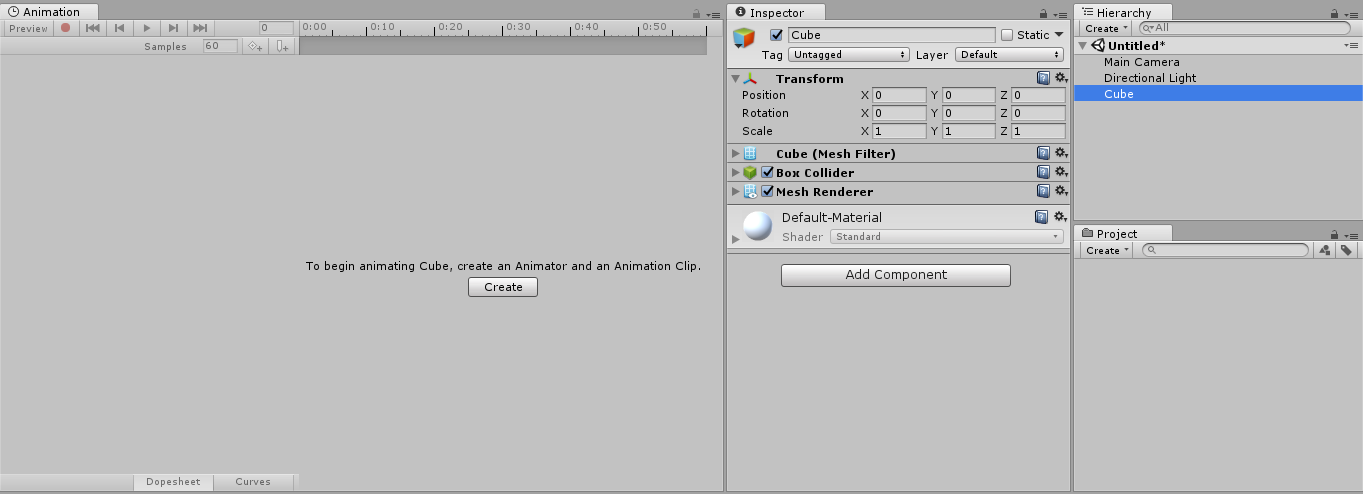 Animation
Preview 0 0:00 0:10 0:20 0:30 0:40 0:50
Samples 60
To begin animating Cube, create an Animator and an Animation Clip.
Create
Dopesheet Curves
Inspector
Cube Static
Tag Untagged Layer Default
Transform
Position X 0 Y 0 Z 0
Rotation X 0 Y 0 Z 0
Scale X 1 Y 1 Z 1
Cube (Mesh Filter)
Box Collider
Mesh Renderer
Default-Material
Shader Standard
Add Component
Hierarchy
Create All
Untitled*
Main Camera
Directional Light
Cube
Project
Create